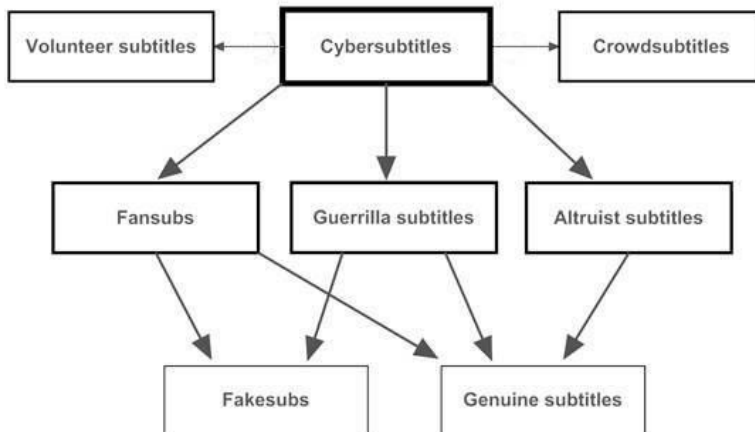 Volunteer subtitles
Cybersubtitles
Crowdsubtitles
Fansubs
Guerrilla subtitles
Altruist subtitles
Fakesubs
Genuine subtitles